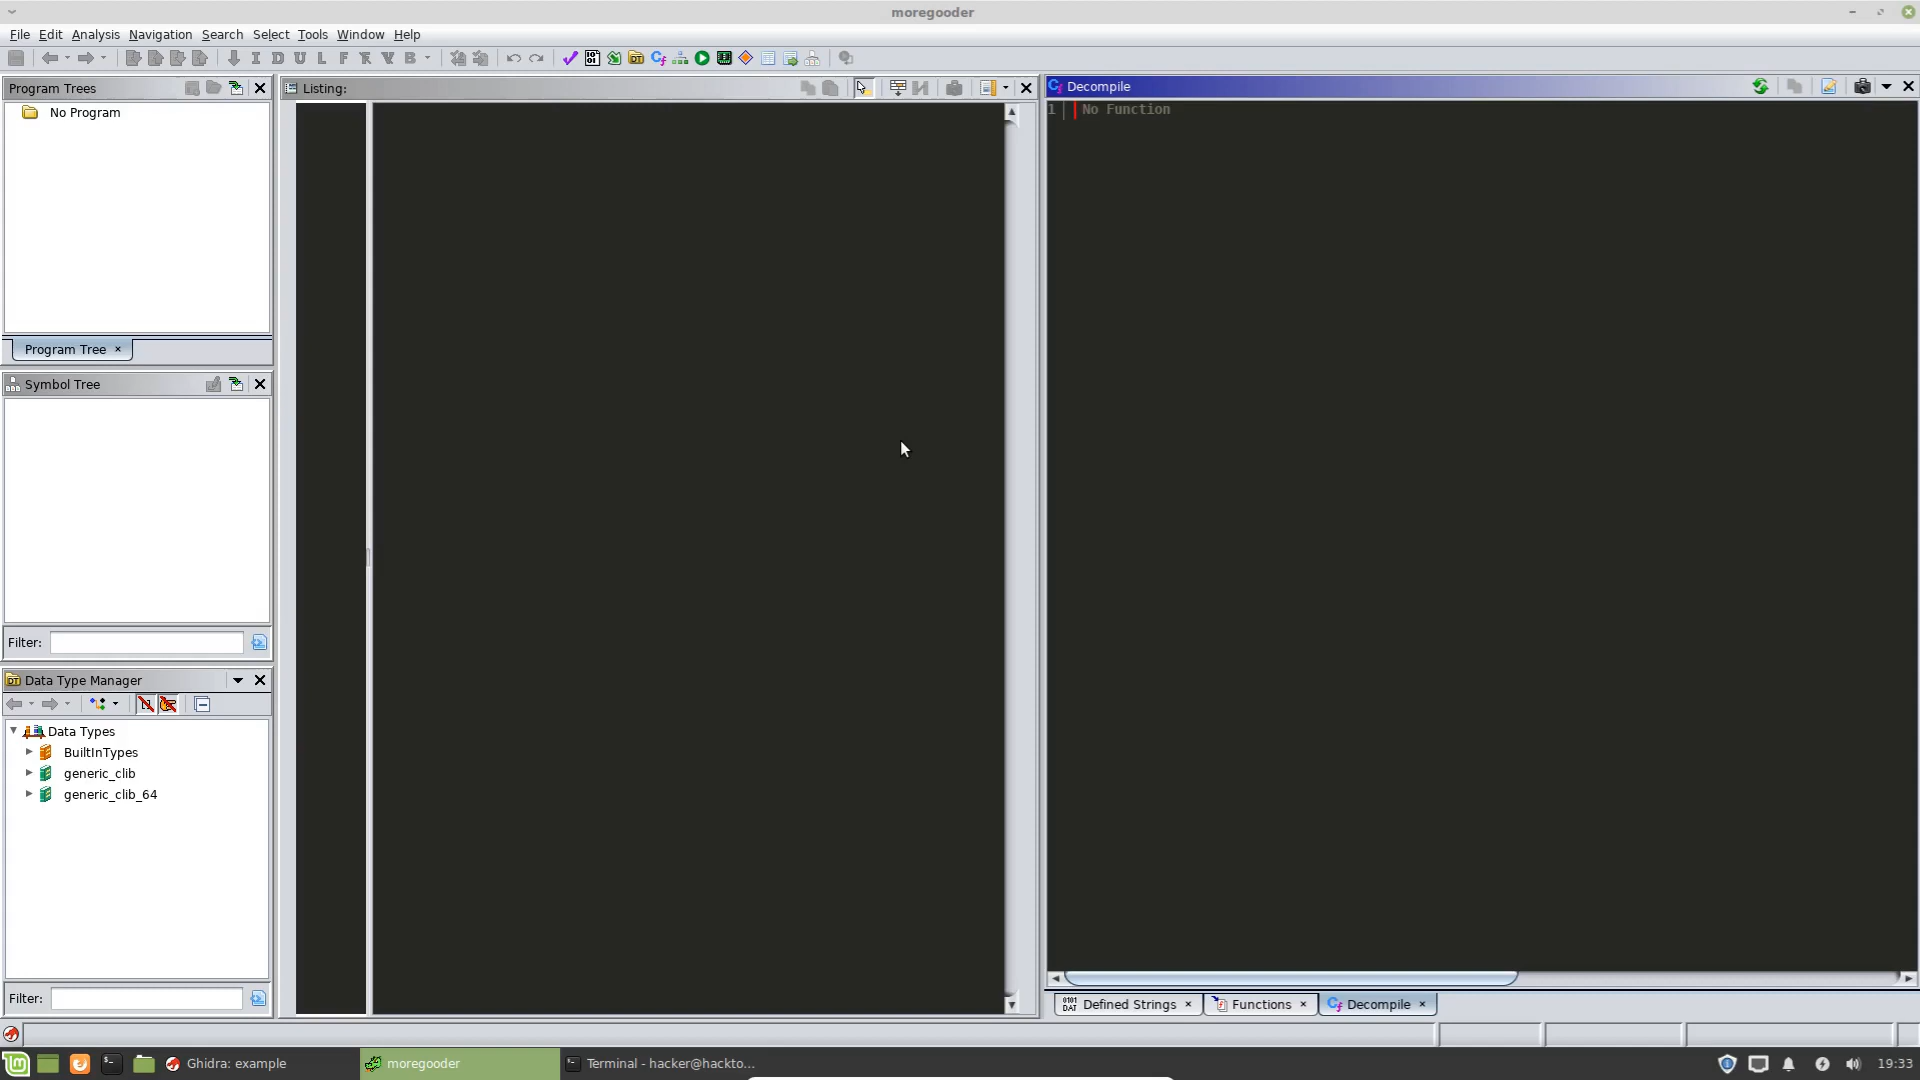 moregooder
File Edit Analysis Navigation Search Select Tools Window Help
I D U L F V B
Program Trees
No Program
Program Tree ×
Symbol Tree
Filter:
Data Type Manager
Data Types
BuiltInTypes
generic_clib
generic_clib_64
Filter:
Listing:
Decompile
1 No Function
Defined Strings × Functions × Decompile ×
Ghidra: example moregooder Terminal - hacker@hackto... 19:33